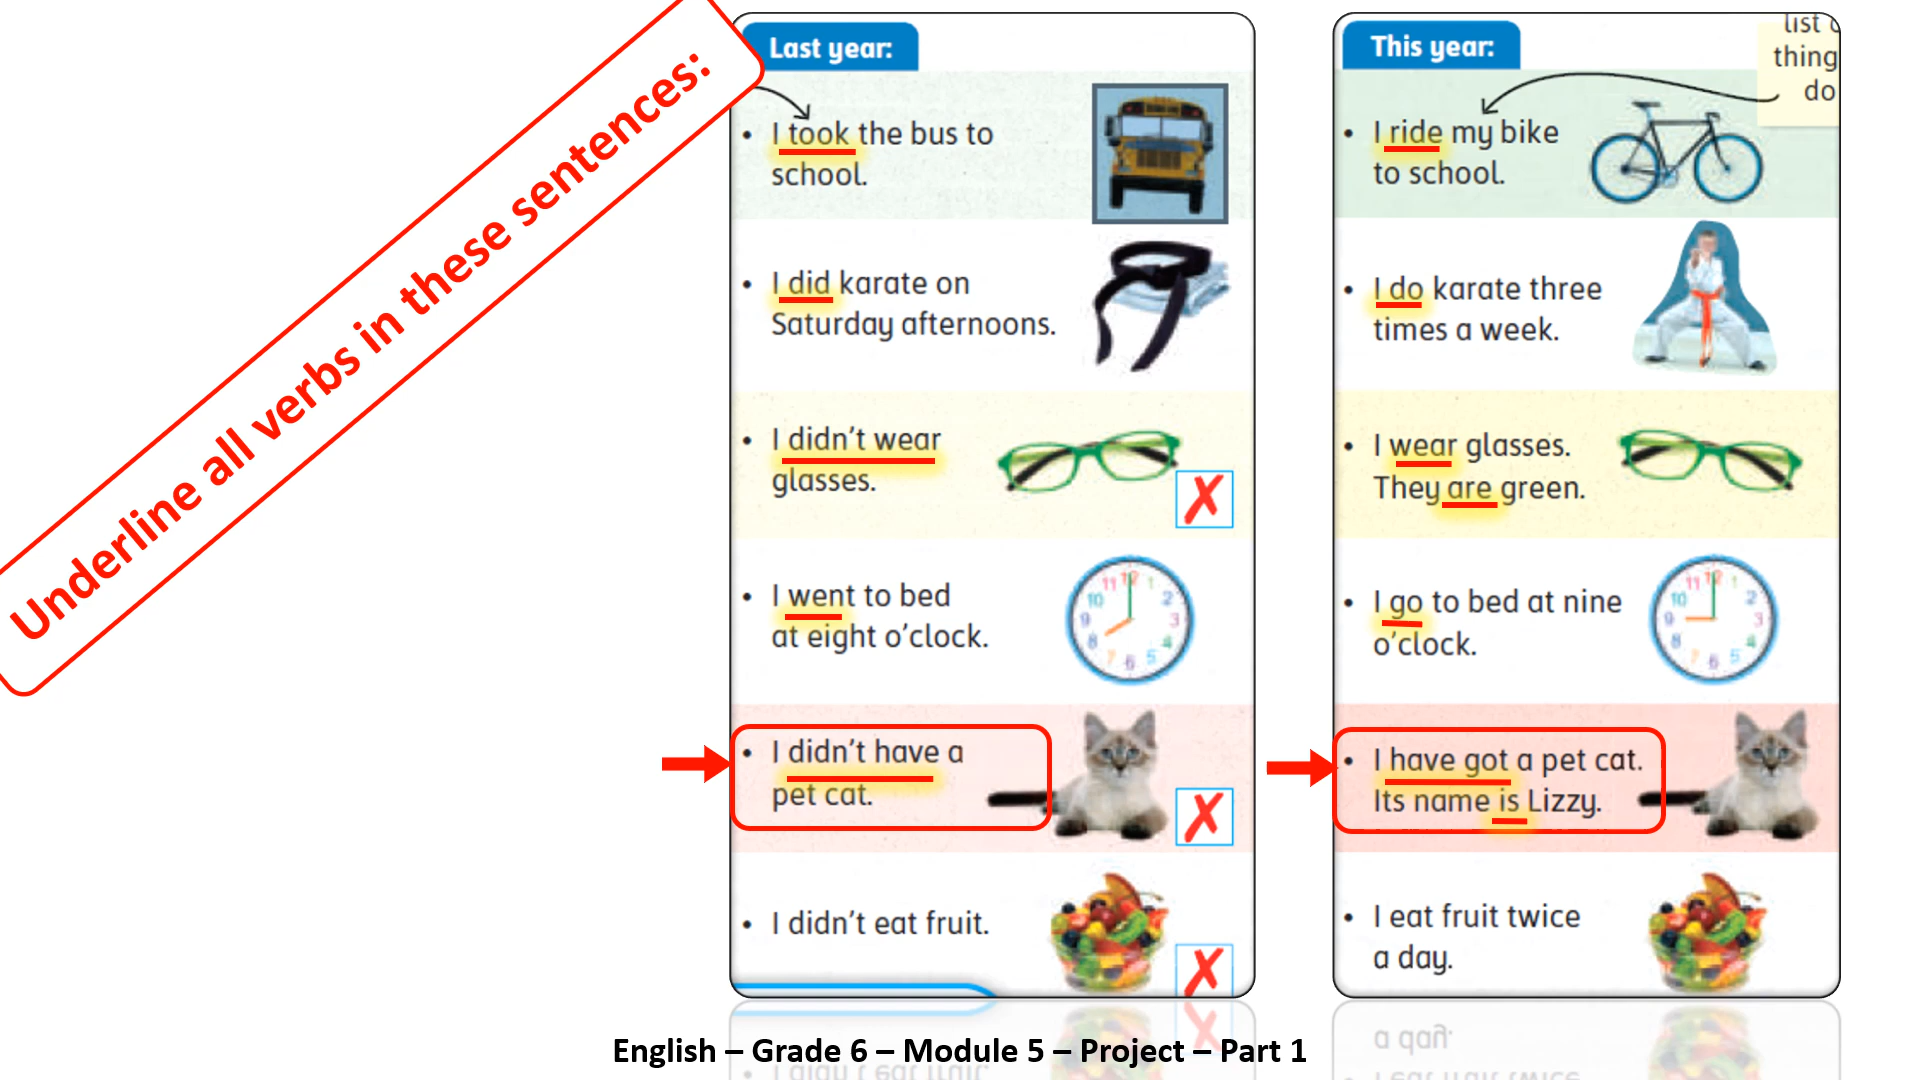 Underline all verbs in these sentences:
Last year:
• I took the bus to
school.
• I did karate on
Saturday afternoons.
• I didn't wear
glasses.
• I went to bed
at eight o'clock.
• I didn't have a
pet cat.
• I didn't eat fruit.
This year:
list
thing
do
• I ride my bike
to school.
• I do karate three
times a week.
• I wear glasses.
They are green.
• I go to bed at nine
o'clock.
• I have got a pet cat.
Its name is Lizzy.
• I eat fruit twice
a day.
English – Grade 6 – Module 5 – Project – Part 1